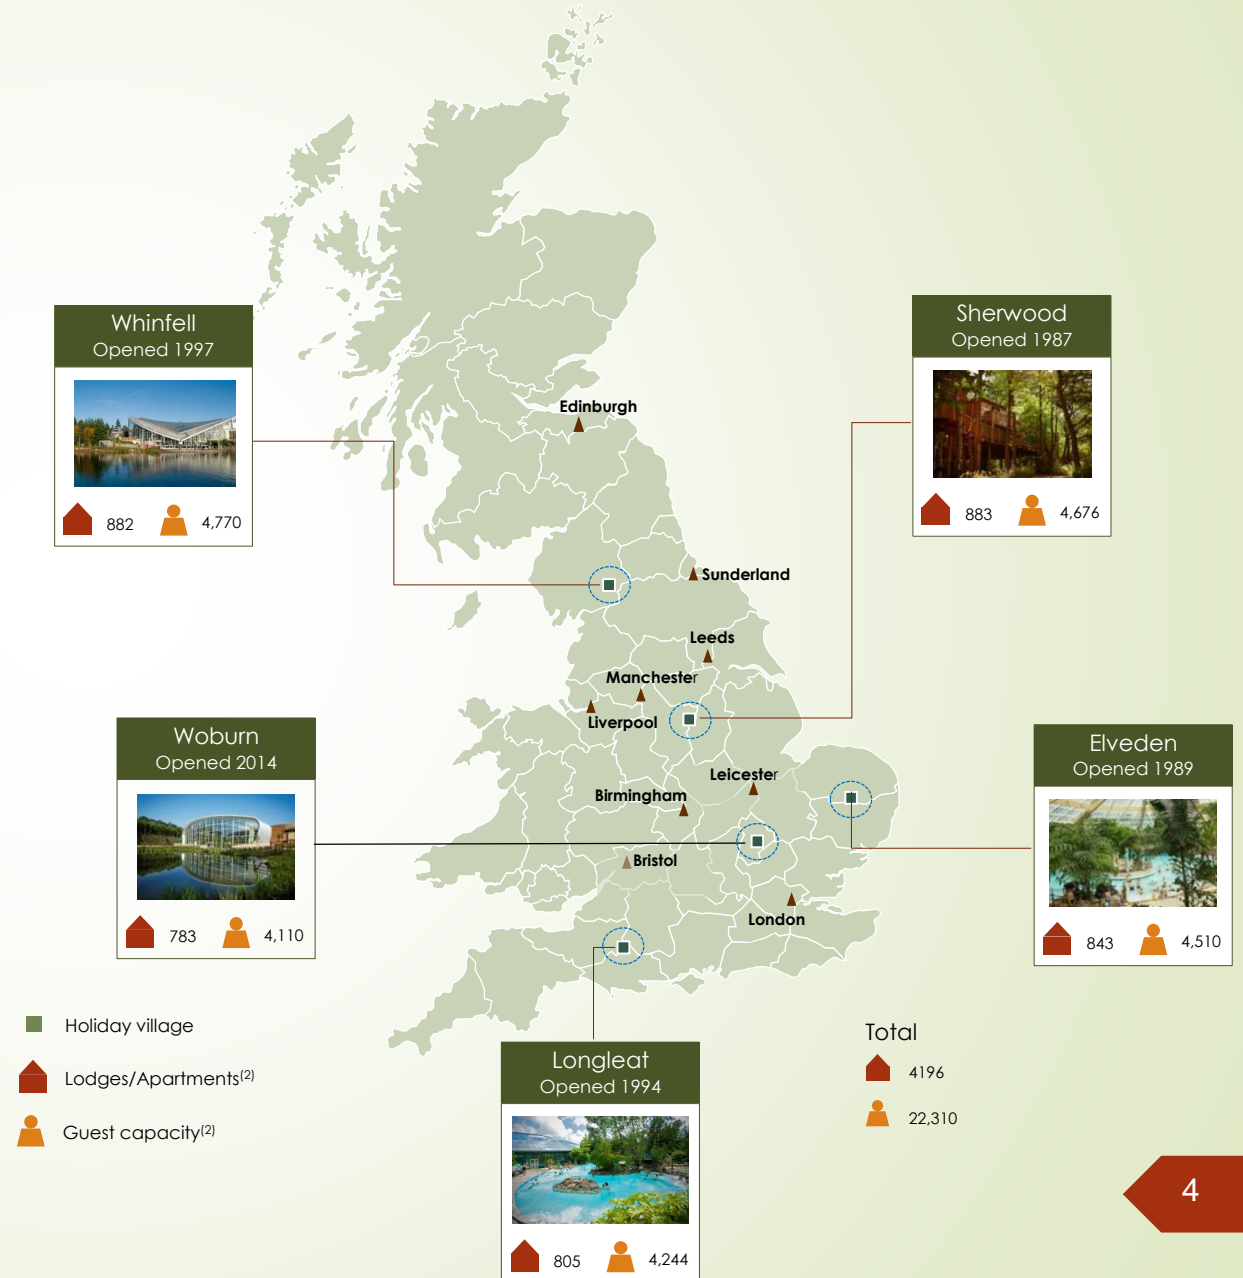 Whinfell
Opened 1997
882
4,770
Sherwood
Opened 1987
883
4,676
Edinburgh
Sunderland
Leeds
Manchester
Liverpool
Leicester
Birmingham
Bristol
London
Woburn
Opened 2014
783
4,110
Elveden
Opened 1989
843
4,510
Holiday village
Lodges/Apartments(2)
Guest capacity(2)
Longleat
Opened 1994
805
4,244
Total
4196
22,310
4